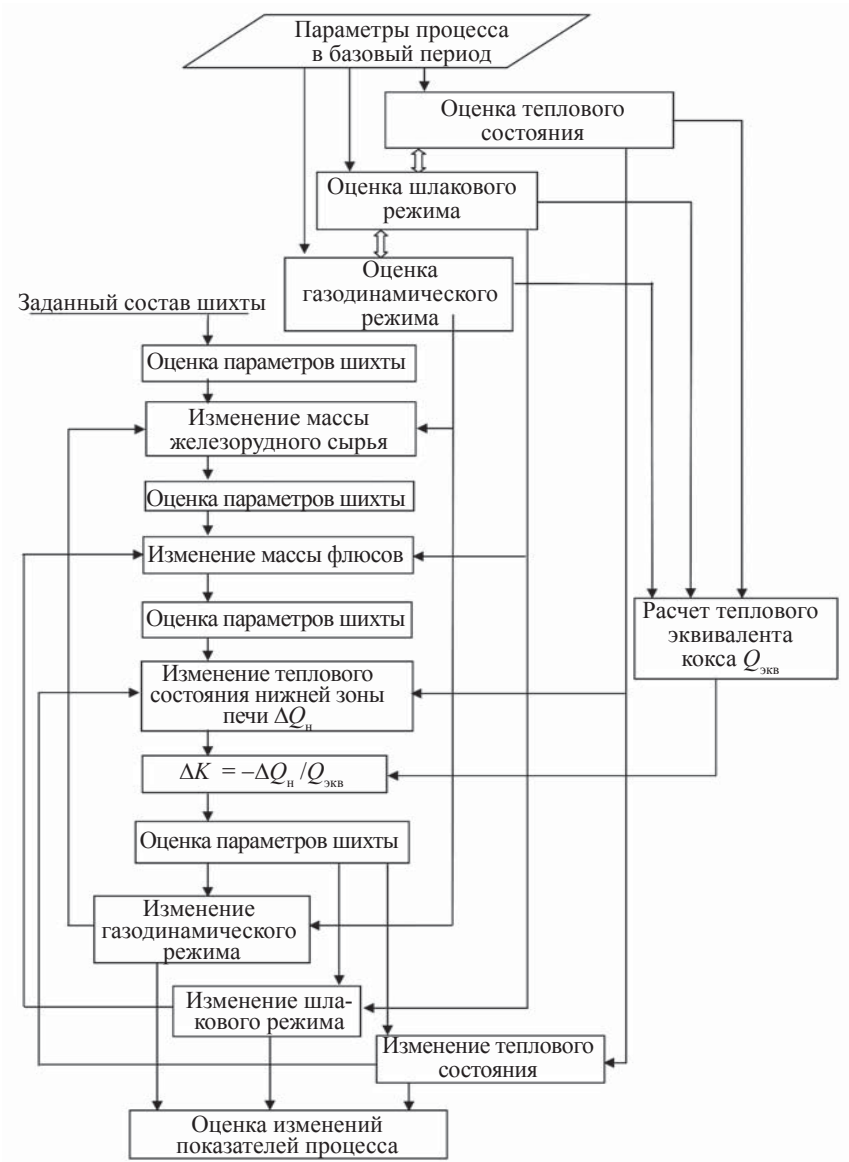 Параметры процесса
в базовый период
Оценка теплового
состояния
Оценка шлакового
режима
Оценка
газодинамического
режима
Заданный состав шихты
Оценка параметров шихты
Изменение массы
железорудного сырья
Оценка параметров шихты
Изменение массы флюсов
Оценка параметров шихты
Расчет теплового
эквивалента
кокса Qэкв
Изменение теплового
состояния нижней зоны
печи ΔQн
ΔK = –ΔQн /Qэкв
Оценка параметров шихты
Изменение
газодинамического
режима
Изменение шла-
кового режима
Изменение теплового
состояния
Оценка изменений
показателей процесса